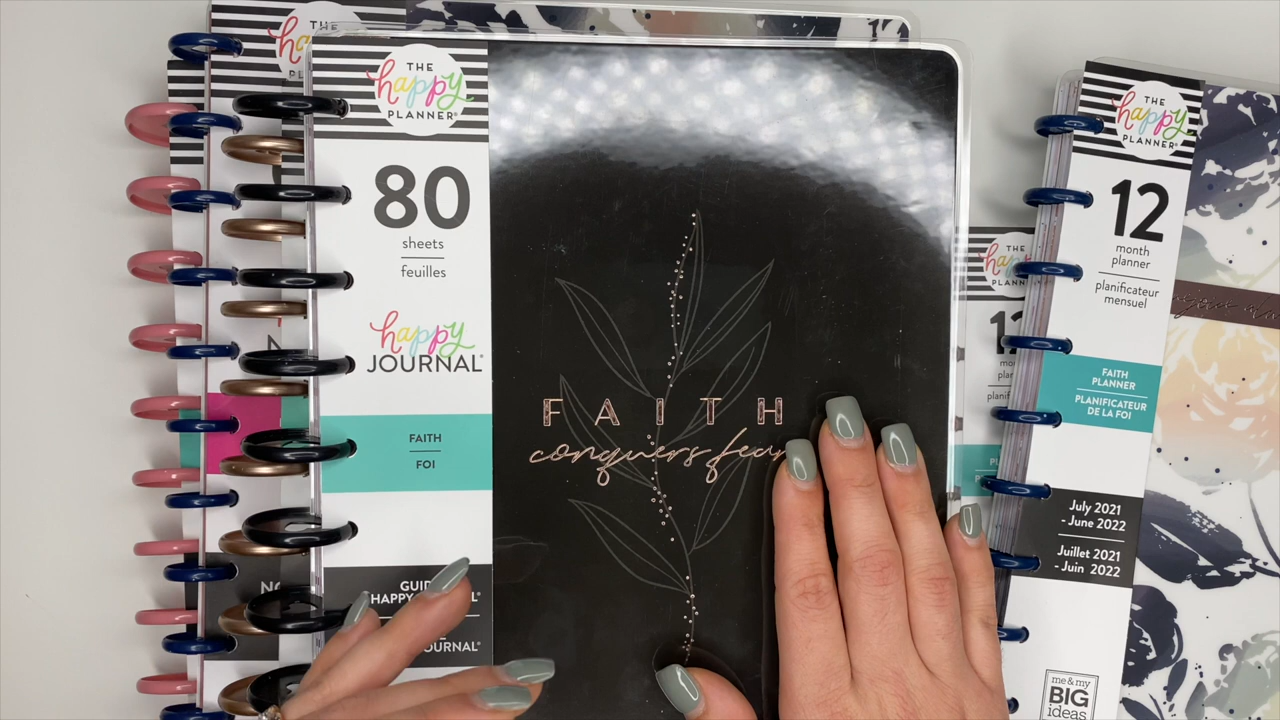 THE
happy
PLANNER®
80
sheets
feuilles
happy
JOURNAL®
FAITH
FOI
FAITH
conquers fear
THE
happy
PLANNER®
12
month
planner
planificateur
mensuel
FAITH
PLANNER
PLANIFICATEUR
DE LA FOI
July 2021
- June 2022
Juillet 2021
- Juin 2022
me & my
BIG
ideas
THE